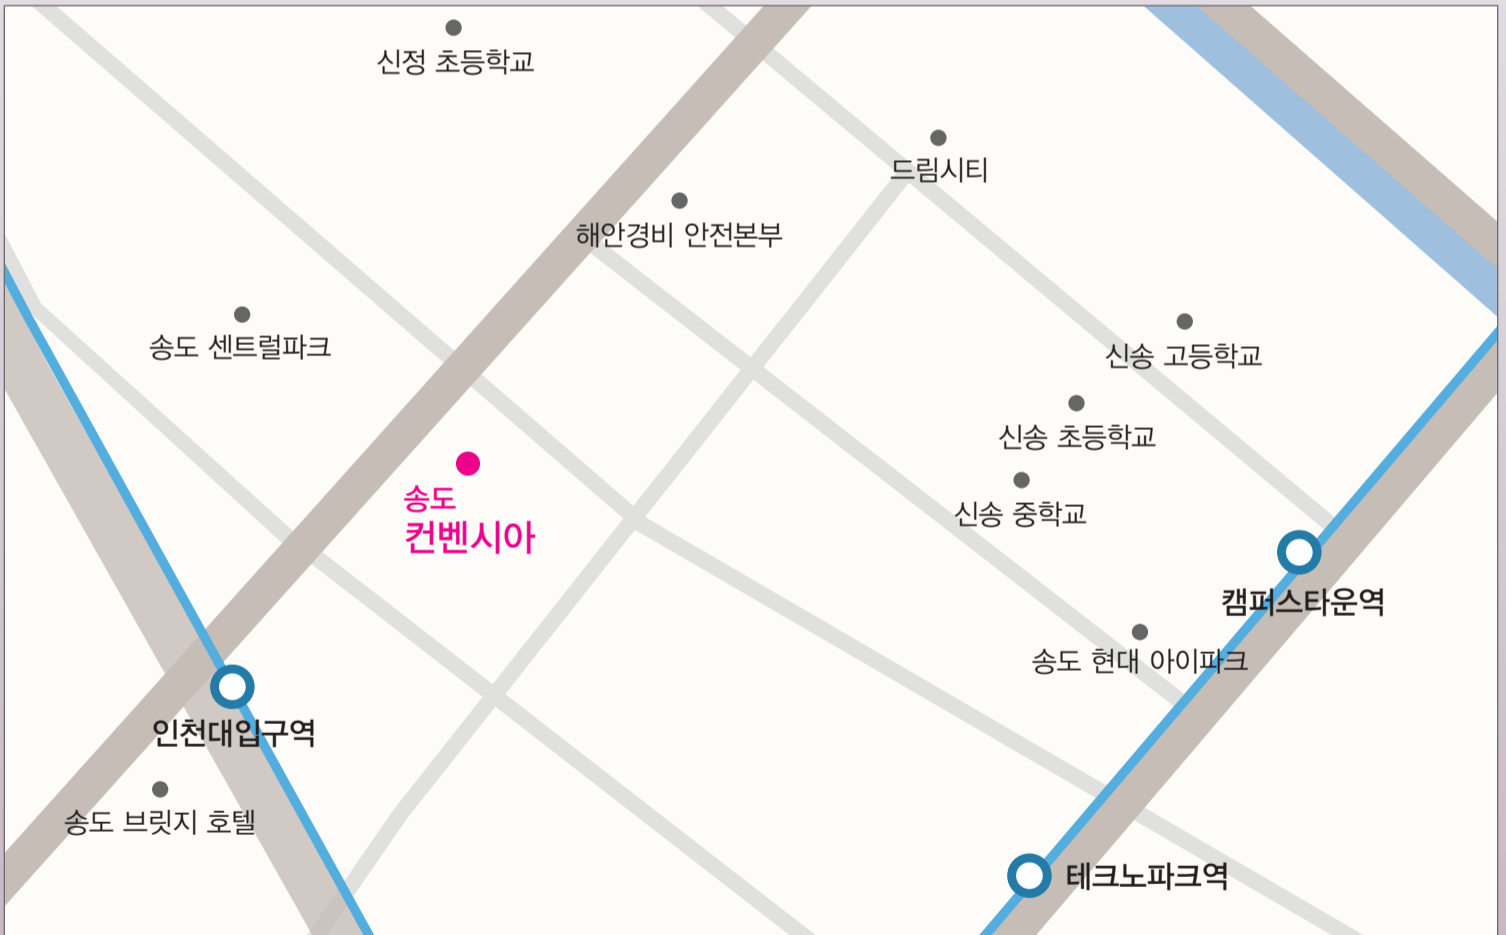 신정 초등학교
드림시티
해안경비 안전본부
송도 센트럴파크
신송 고등학교
신송 초등학교
송도
컨벤시아
신송 중학교
캠퍼스타운역
송도 현대 아이파크
인천대입구역
송도 브릿지 호텔
테크노파크역